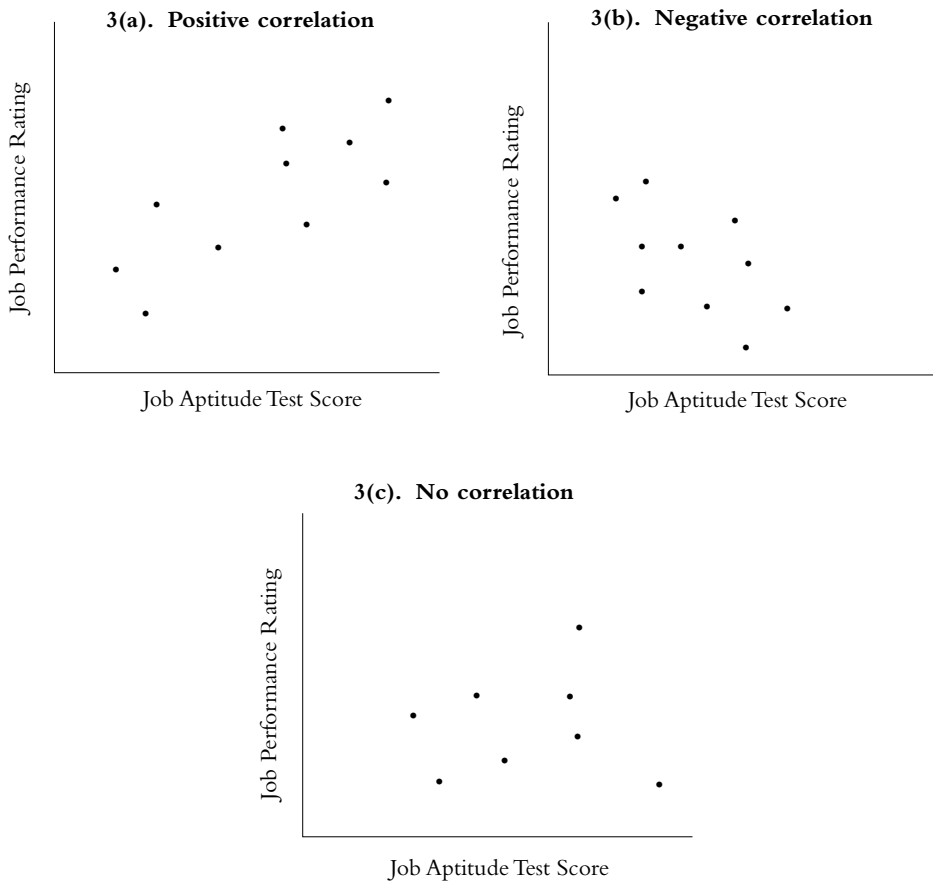 3(a). Positive correlation
Job Performance Rating
Job Aptitude Test Score
3(b). Negative correlation
Job Performance Rating
Job Aptitude Test Score
3(c). No correlation
Job Performance Rating
Job Aptitude Test Score